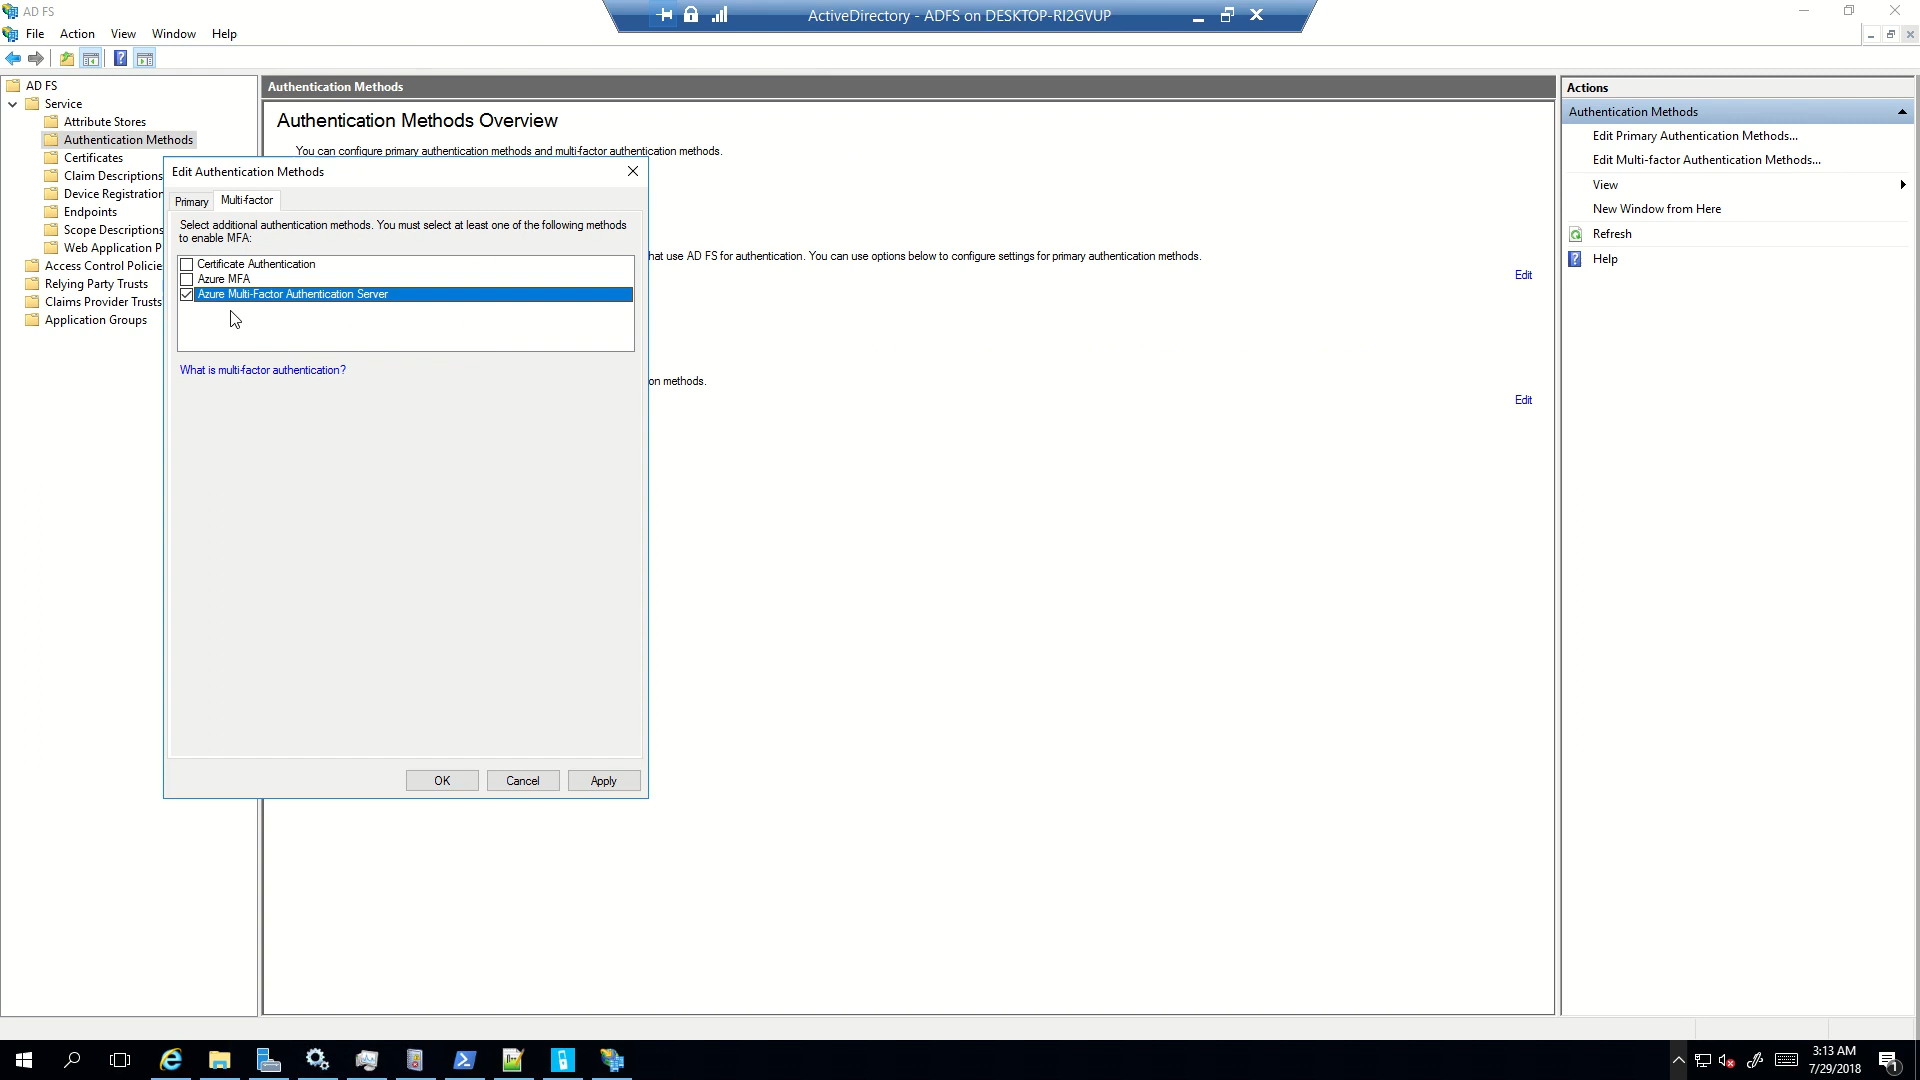 AD FS
ActiveDirectory - ADFS on DESKTOP-RI2GVUP
File Action View Window Help
AD FS
Service
Attribute Stores
Authentication Methods
Certificates
Claim Descriptions
Device Registration
Endpoints
Scope Descriptions
Web Application P
Access Control Policie
Relying Party Trusts
Claims Provider Trusts
Application Groups
Authentication Methods
Authentication Methods Overview
You can configure primary authentication methods and multi-factor authentication methods.
hat use AD FS for authentication. You can use options below to configure settings for primary authentication methods.
Edit
on methods.
Edit
Edit Authentication Methods
Primary
Multi-factor
Select additional authentication methods. You must select at least one of the following methods
to enable MFA:
Certificate Authentication
Azure MFA
Azure Multi-Factor Authentication Server
What is multi-factor authentication?
OK
Cancel
Apply
Actions
Authentication Methods
Edit Primary Authentication Methods...
Edit Multi-factor Authentication Methods...
View
New Window from Here
Refresh
Help
3:13 AM
7/29/2018
1